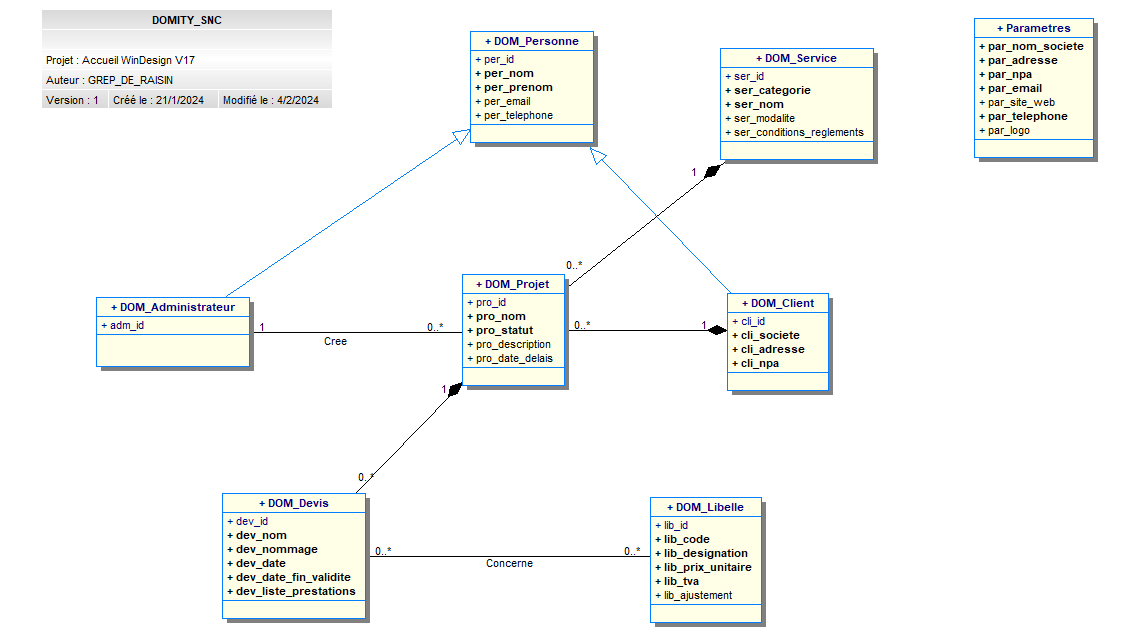 DOMITY_SNC
Projet : Accueil WinDesign V17
Auteur : GREP_DE_RAISIN
Version : 1 Créé le : 21/1/2024 Modifié le : 4/2/2024
+ DOM_Personne
+ per_id
+ per_nom
+ per_prenom
+ per_email
+ per_telephone
+ DOM_Service
+ ser_id
+ ser_categorie
+ ser_nom
+ ser_modalite
+ ser_conditions_reglements
+ Parametres
+ par_nom_societe
+ par_adresse
+ par_npa
+ par_email
+ par_site_web
+ par_telephone
+ par_logo
1
0..*
+ DOM_Administrateur
+ adm_id
1
0..*
Cree
+ DOM_Projet
+ pro_id
+ pro_nom
+ pro_statut
+ pro_description
+ pro_date_delais
0..*
1
+ DOM_Client
+ cli_id
+ cli_societe
+ cli_adresse
+ cli_npa
1
0..*
+ DOM_Devis
+ dev_id
+ dev_nom
+ dev_nommage
+ dev_date
+ dev_date_fin_validite
+ dev_liste_prestations
0..*
0..*
Concerne
+ DOM_Libelle
+ lib_id
+ lib_code
+ lib_designation
+ lib_prix_unitaire
+ lib_tva
+ lib_ajustement